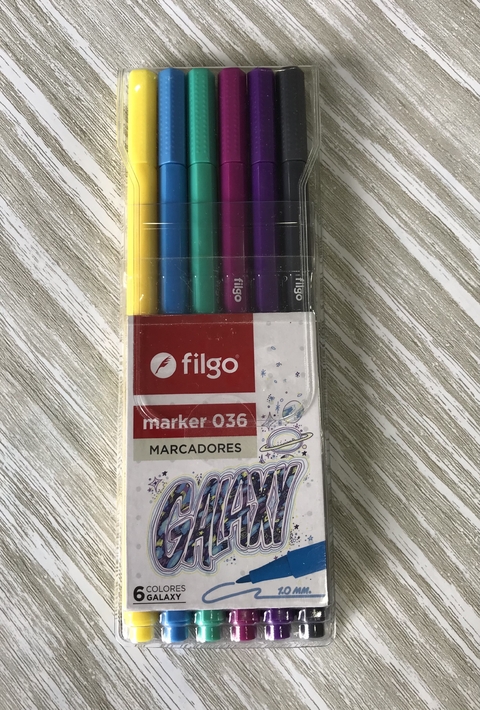 filgo
filgo
filgo
marker 036
MARCADORES
GALAXY
6 COLORES
GALAXY
1.0 MM.